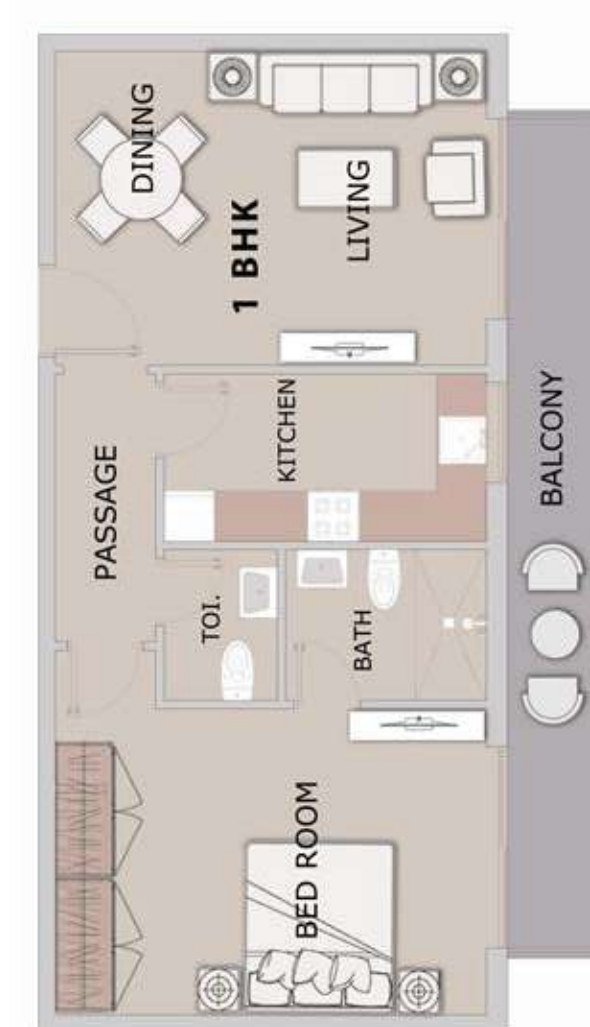 DINING
1 BHK
LIVING
PASSAGE
KITCHEN
BALCONY
TOI.
BATH
BED ROOM